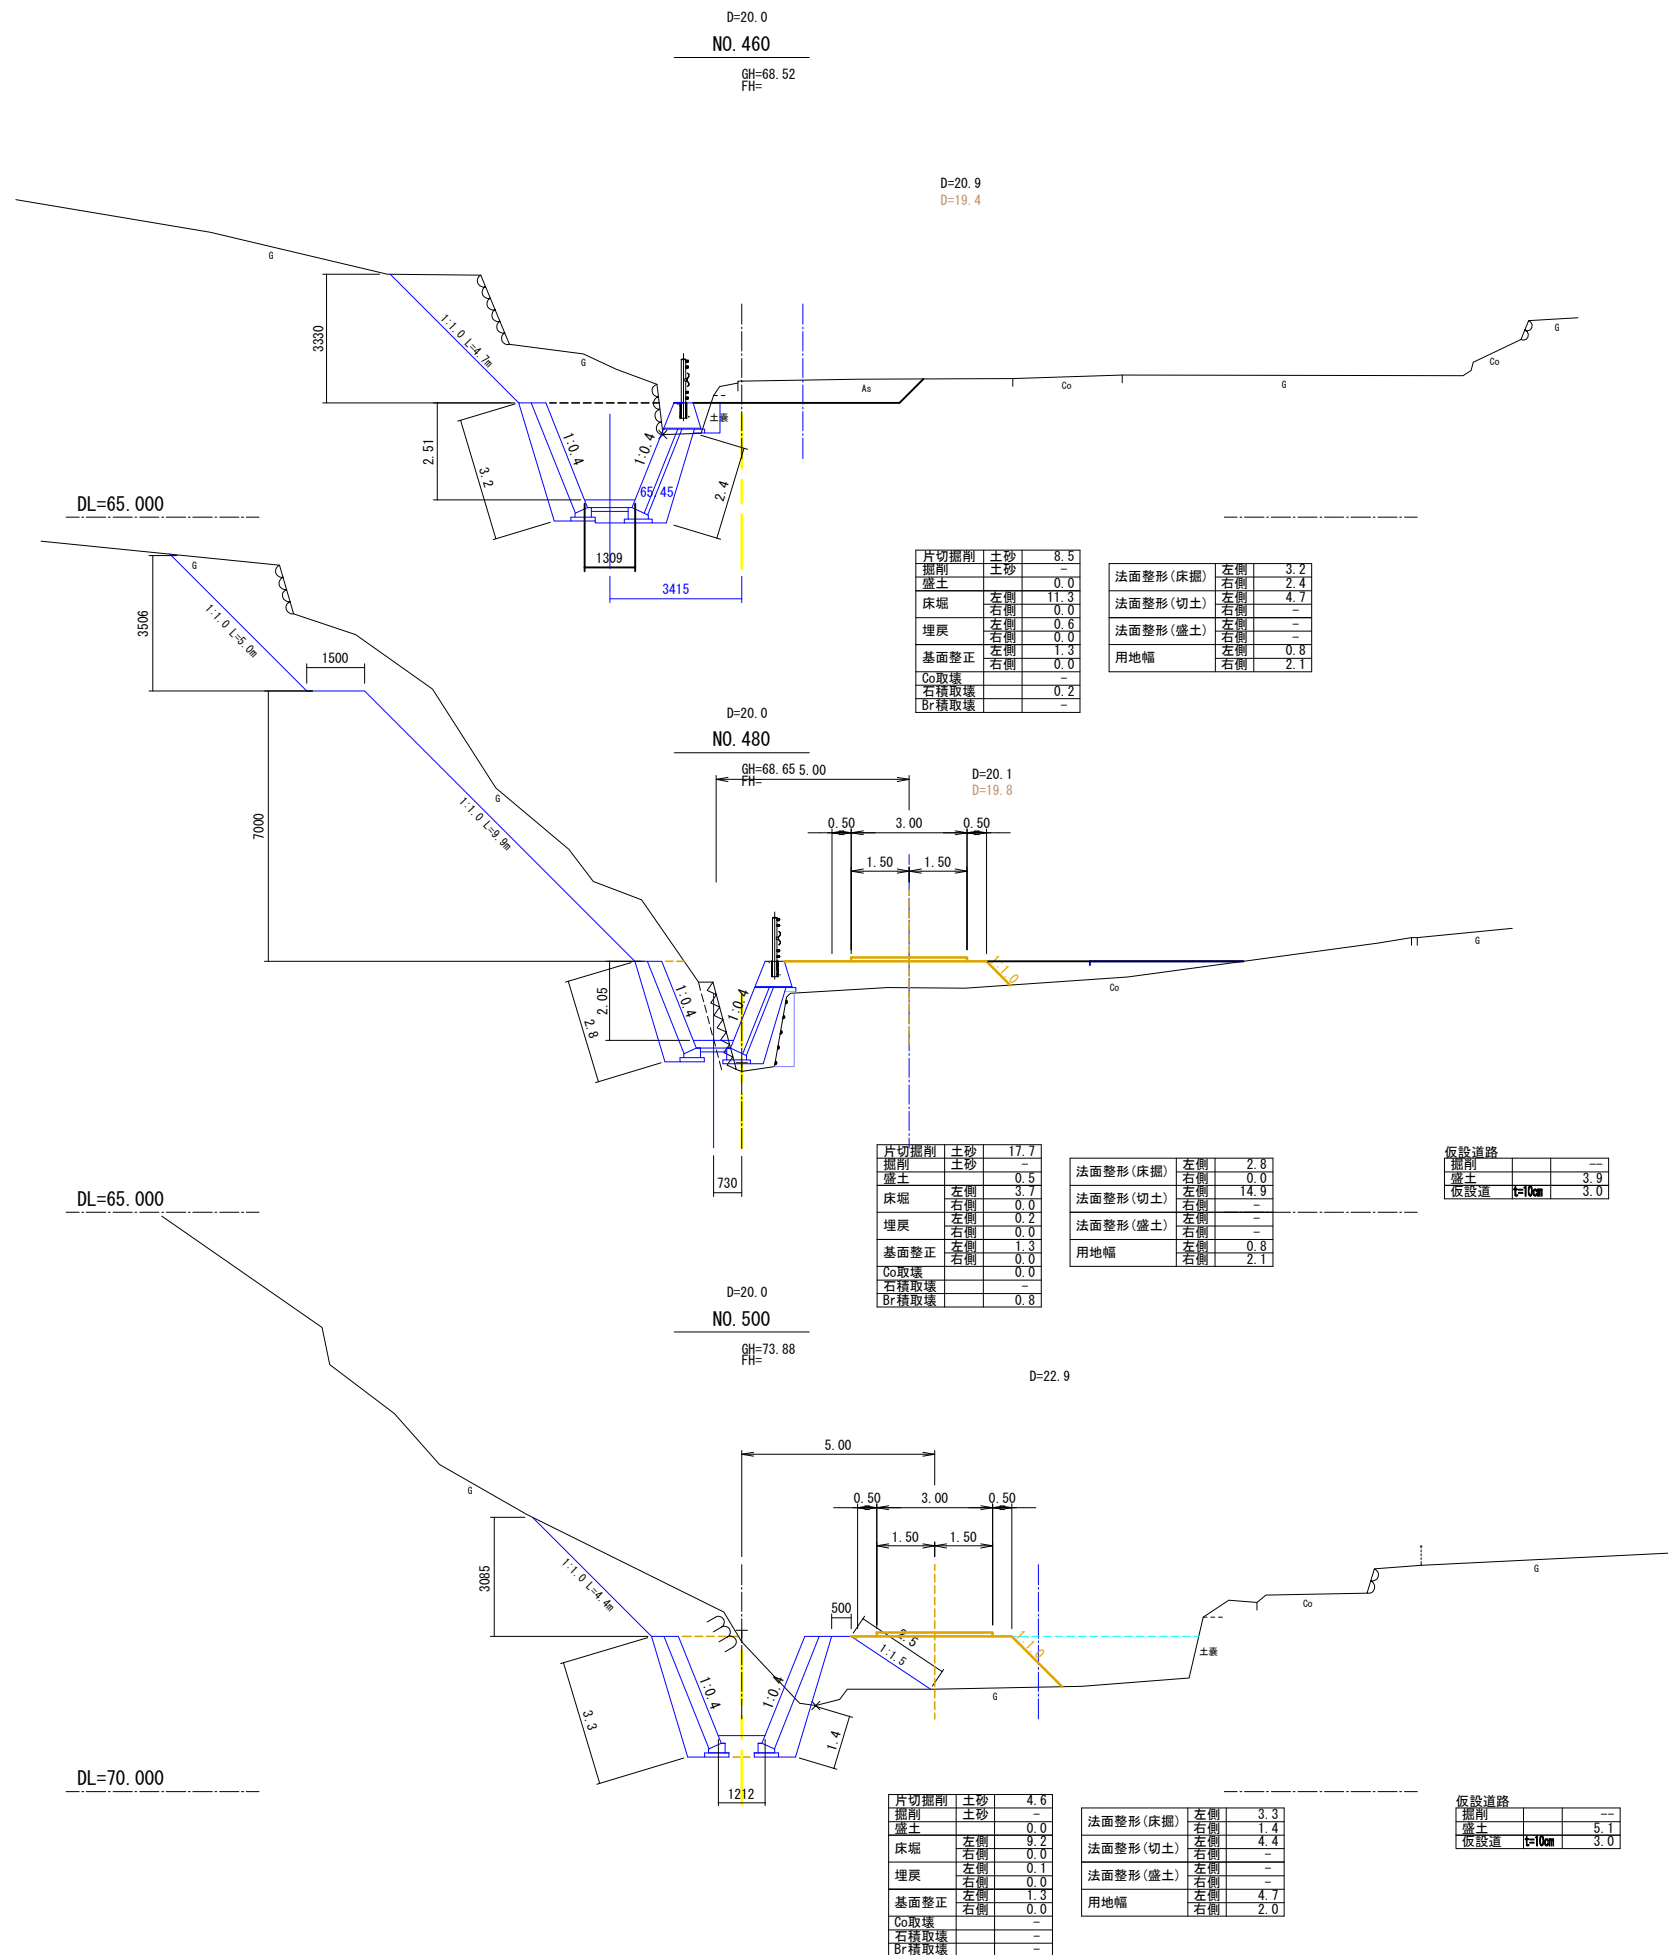 D=20.0
NO.460
GH=68.52
FH=
D=20.9
D=19.4
G
3330
1:1.0 L=4.7m
G
As
Co
G
Co
G
土嚢
2.51
3.2
1:0.4
1:0.4
65 45
2.4
1309
3415
DL=65.000
片切掘削 土砂 8.5
掘削 土砂 -
盛土 0.0
床堀 左側 11.3
右側 0.0
埋戻 左側 0.6
右側 0.0
基面整正 左側 1.3
右側 0.0
Co取壊 -
石積取壊 0.2
Br積取壊 -
法面整形(床掘) 左側 3.2
右側 2.4
法面整形(切土) 左側 4.7
右側 -
法面整形(盛土) 左側 -
右側 -
用地幅 左側 0.8
右側 2.1
D=20.0
NO.480
GH=68.65
FH=
5.00
D=20.1
D=19.8
G
3506
1:1.0 L=5.0m
1500
7000
1:1.0 L=9.9m
G
0.50 3.00 0.50
1.50 1.50
1:1.0
Co
G
2.05
2.8
1:0.4
1:0.4
730
DL=65.000
片切掘削 土砂 17.7
掘削 土砂 -
盛土 0.5
床堀 左側 3.7
右側 0.0
埋戻 左側 0.2
右側 0.0
基面整正 左側 1.3
右側 0.0
Co取壊 0.0
石積取壊 -
Br積取壊 0.8
法面整形(床掘) 左側 2.8
右側 0.0
法面整形(切土) 左側 14.9
右側 -
法面整形(盛土) 左側 -
右側 -
用地幅 左側 0.8
右側 2.1
仮設道路
掘削 --
盛土 3.9
仮設道 t=10cm 3.0
D=20.0
NO.500
GH=73.88
FH=
D=22.9
5.00
0.50 3.00 0.50
1.50 1.50
G
3085
1:1.0 L=4.4m
500
2.5
1:1.5
1:1.0
G
土嚢
Co
G
3.3
1:0.4
1:0.4
1.4
1212
DL=70.000
片切掘削 土砂 4.6
掘削 土砂 -
盛土 0.0
床堀 左側 9.2
右側 0.0
埋戻 左側 0.1
右側 0.0
基面整正 左側 1.3
右側 0.0
Co取壊 -
石積取壊 -
Br積取壊 -
法面整形(床掘) 左側 3.3
右側 1.4
法面整形(切土) 左側 4.4
右側 -
法面整形(盛土) 左側 -
右側 -
用地幅 左側 4.7
右側 2.0
仮設道路
掘削 --
盛土 5.1
仮設道 t=10cm 3.0